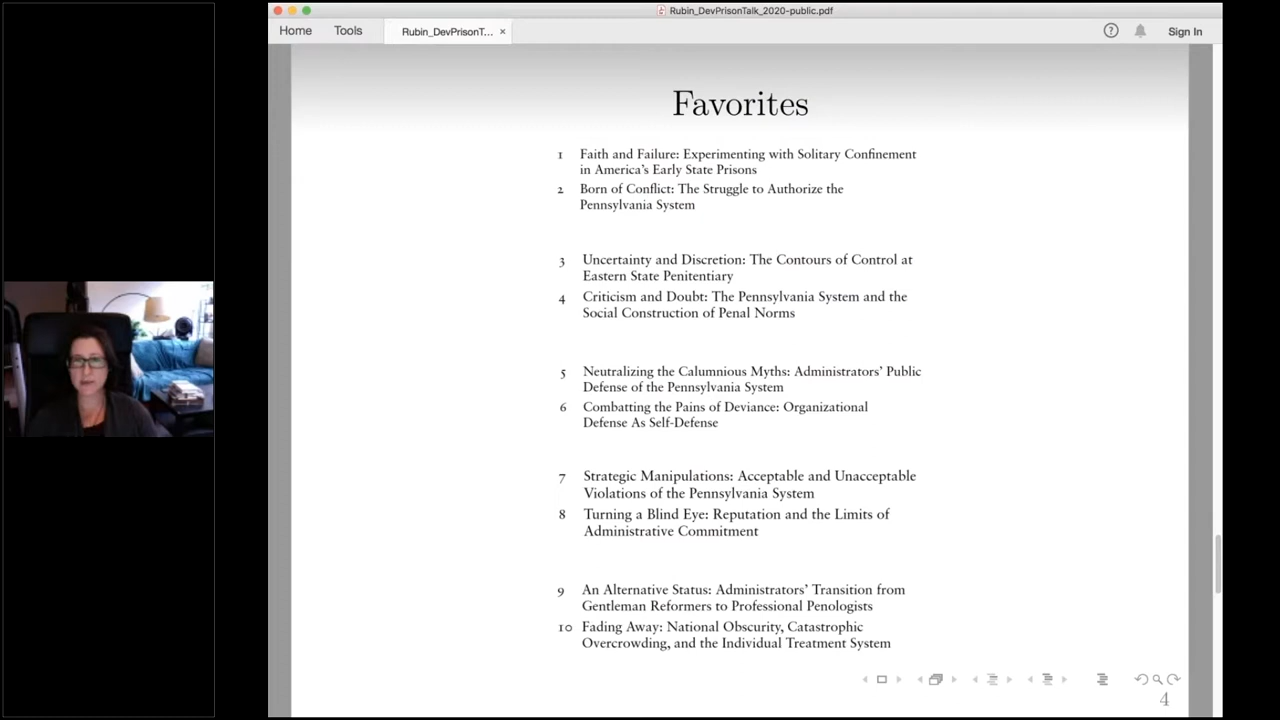 Rubin_DevPrisonTalk_2020-public.pdf
Home Tools Rubin_DevPrisonT... × ? Sign In
Favorites
1 Faith and Failure: Experimenting with Solitary Confinement
in America's Early State Prisons
2 Born of Conflict: The Struggle to Authorize the
Pennsylvania System
3 Uncertainty and Discretion: The Contours of Control at
Eastern State Penitentiary
4 Criticism and Doubt: The Pennsylvania System and the
Social Construction of Penal Norms
5 Neutralizing the Calumnious Myths: Administrators' Public
Defense of the Pennsylvania System
6 Combatting the Pains of Deviance: Organizational
Defense As Self-Defense
7 Strategic Manipulations: Acceptable and Unacceptable
Violations of the Pennsylvania System
8 Turning a Blind Eye: Reputation and the Limits of
Administrative Commitment
9 An Alternative Status: Administrators' Transition from
Gentleman Reformers to Professional Penologists
10 Fading Away: National Obscurity, Catastrophic
Overcrowding, and the Individual Treatment System
4